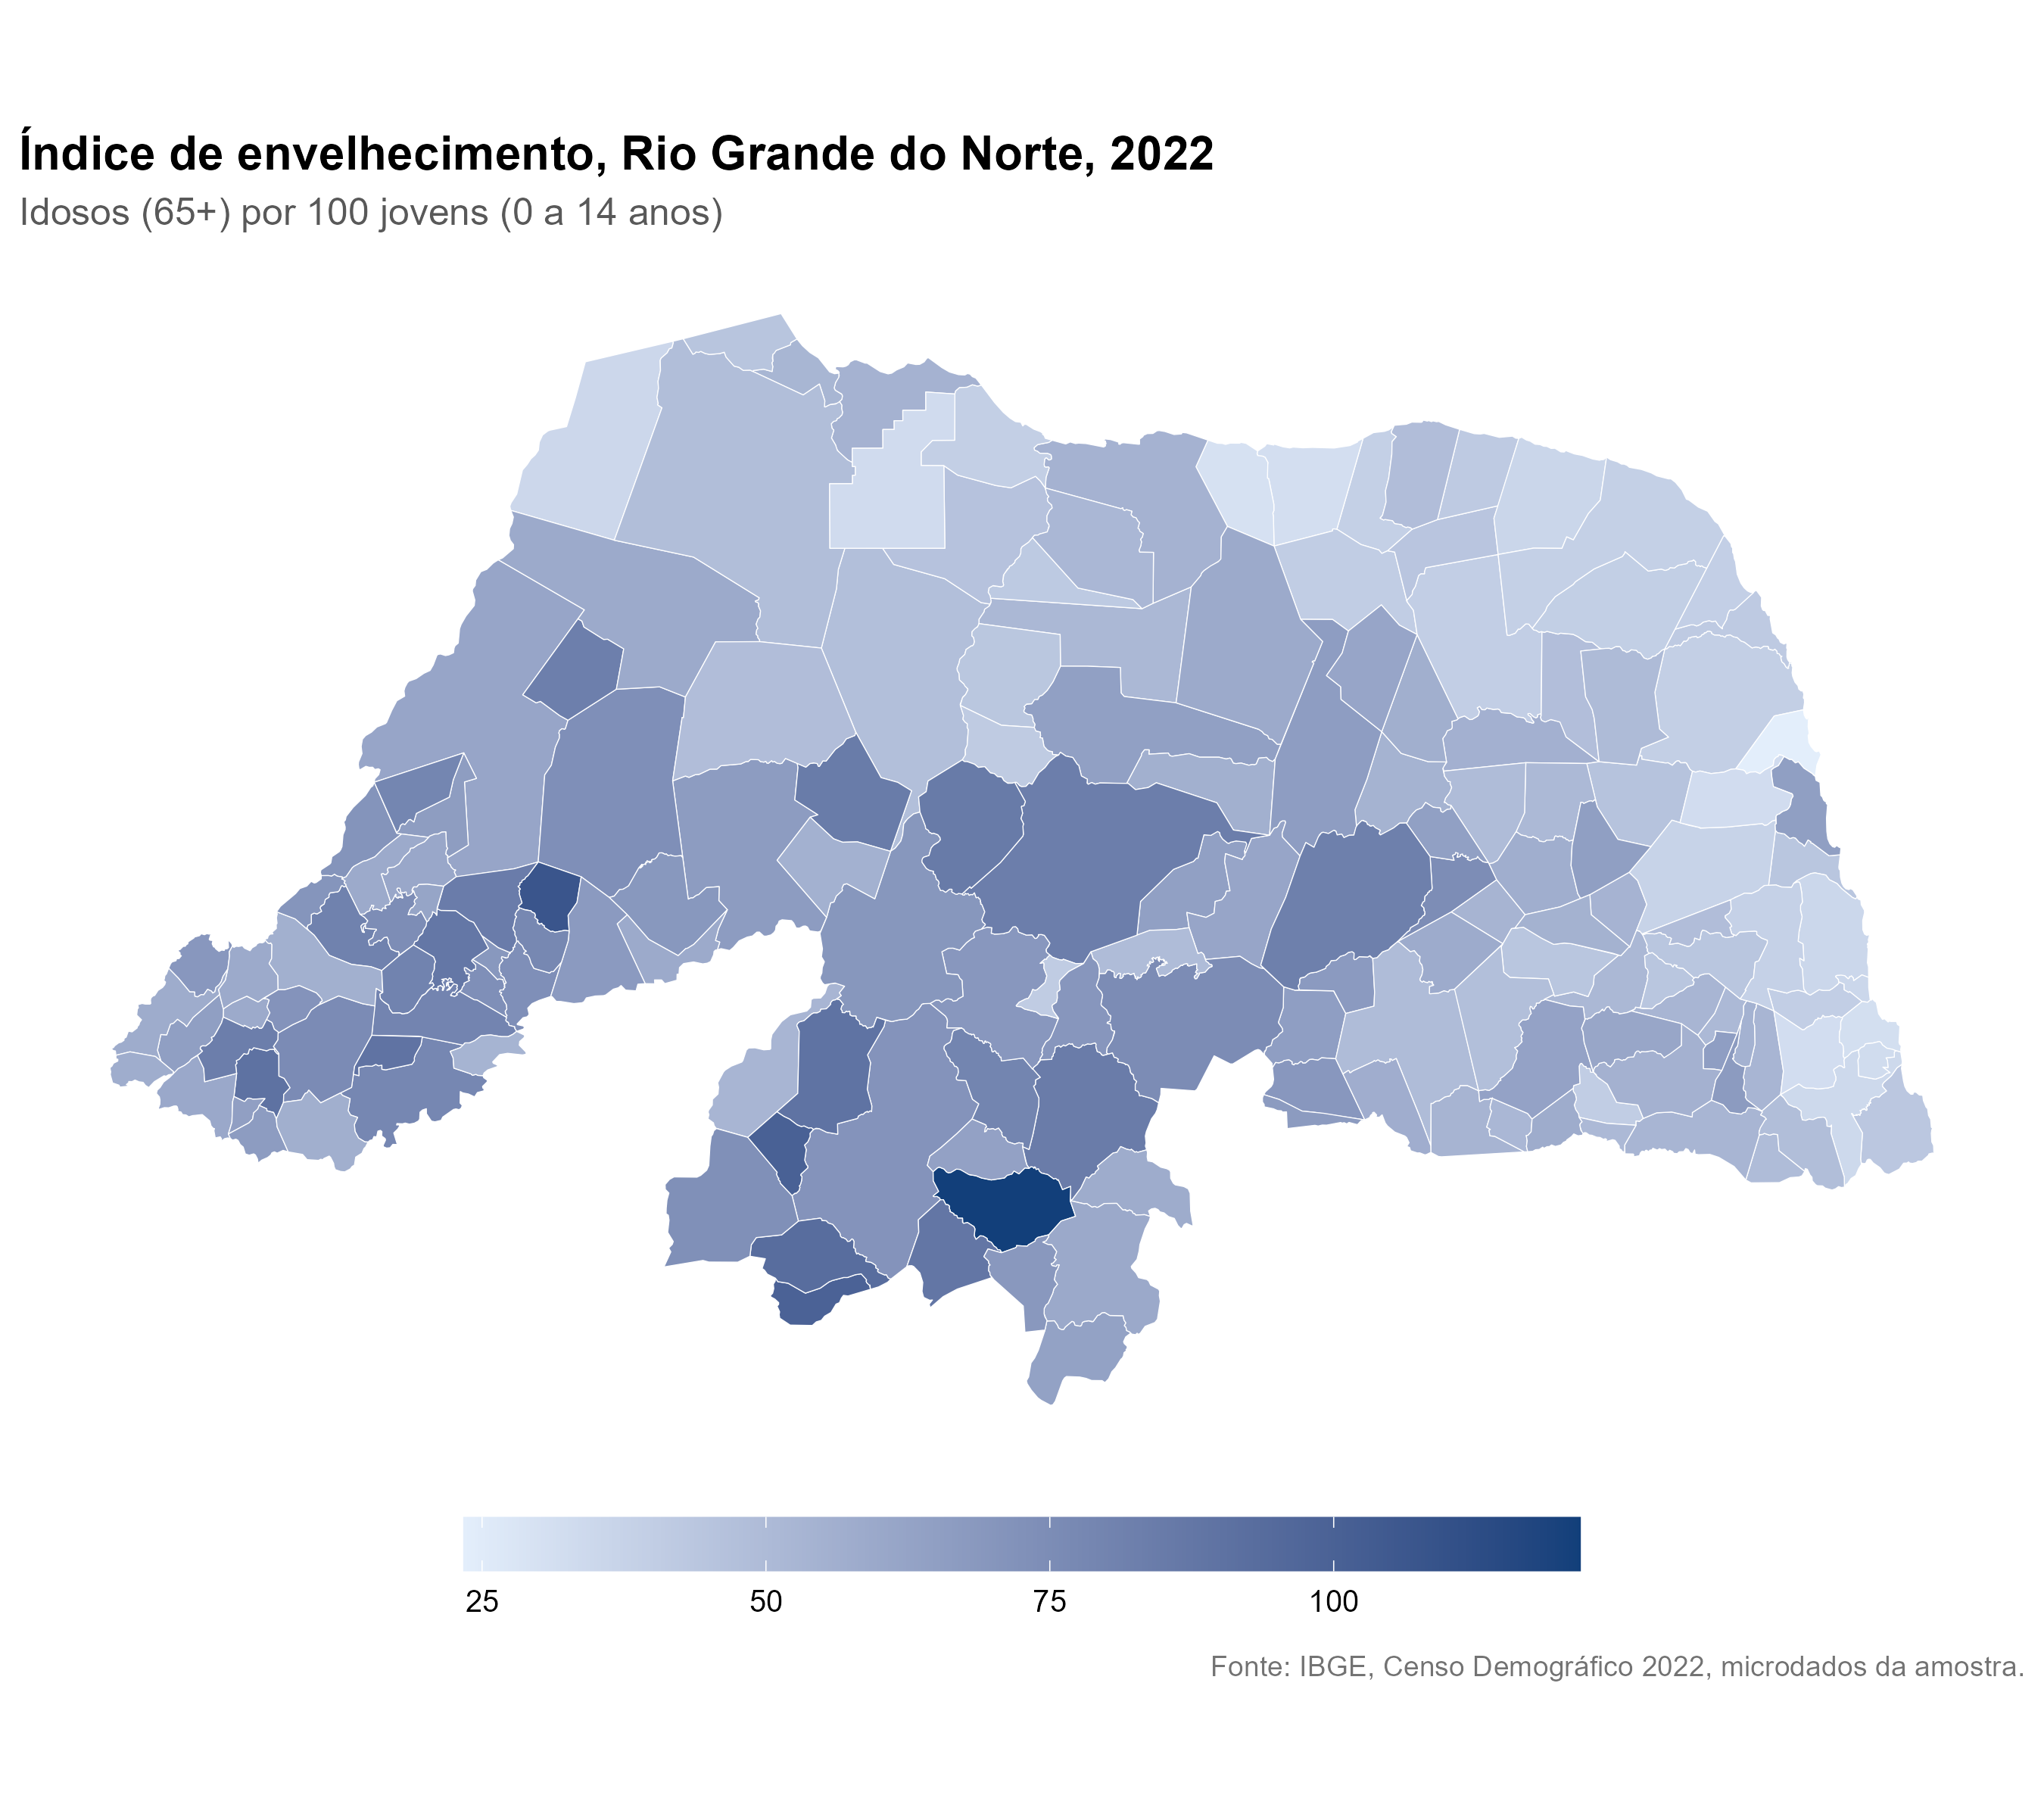 Índice de envelhecimento, Rio Grande do Norte, 2022
Idosos (65+) por 100 jovens (0 a 14 anos)
25 50 75 100
Fonte: IBGE, Censo Demográfico 2022, microdados da amostra.